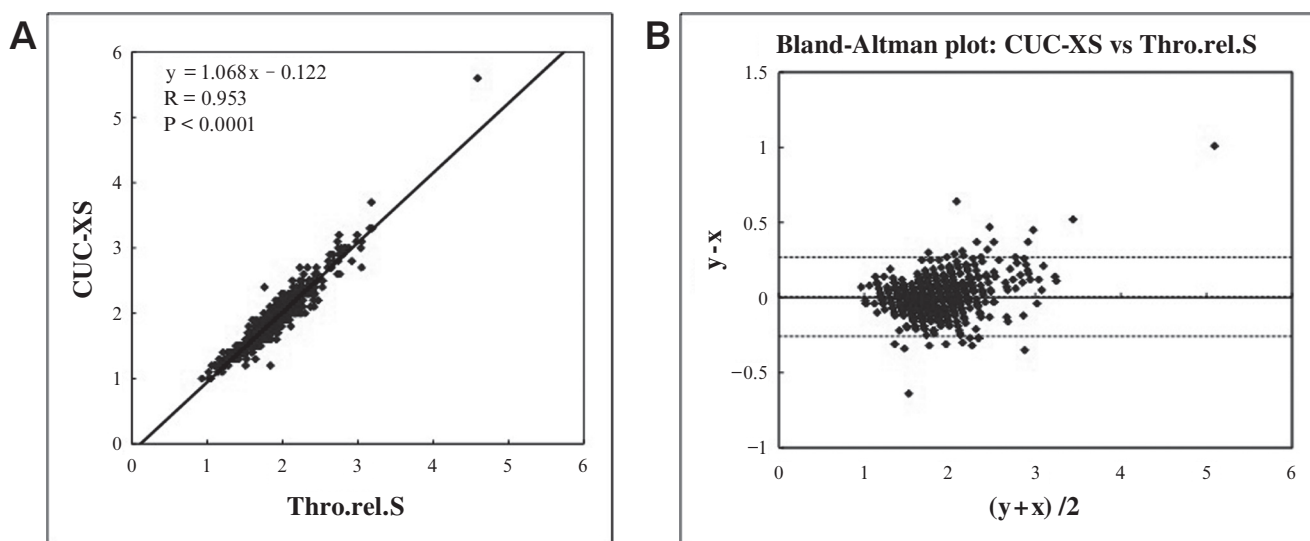 A
y = 1.068x − 0.122
R = 0.953
P < 0.0001
6
5
4
3
2
1
0
CUC-XS
0 1 2 3 4 5 6
Thro.rel.S
B
Bland-Altman plot: CUC-XS vs Thro.rel.S
1.5
1
0.5
0
−0.5
−1
y-x
0 1 2 3 4 5 6
(y+x) /2